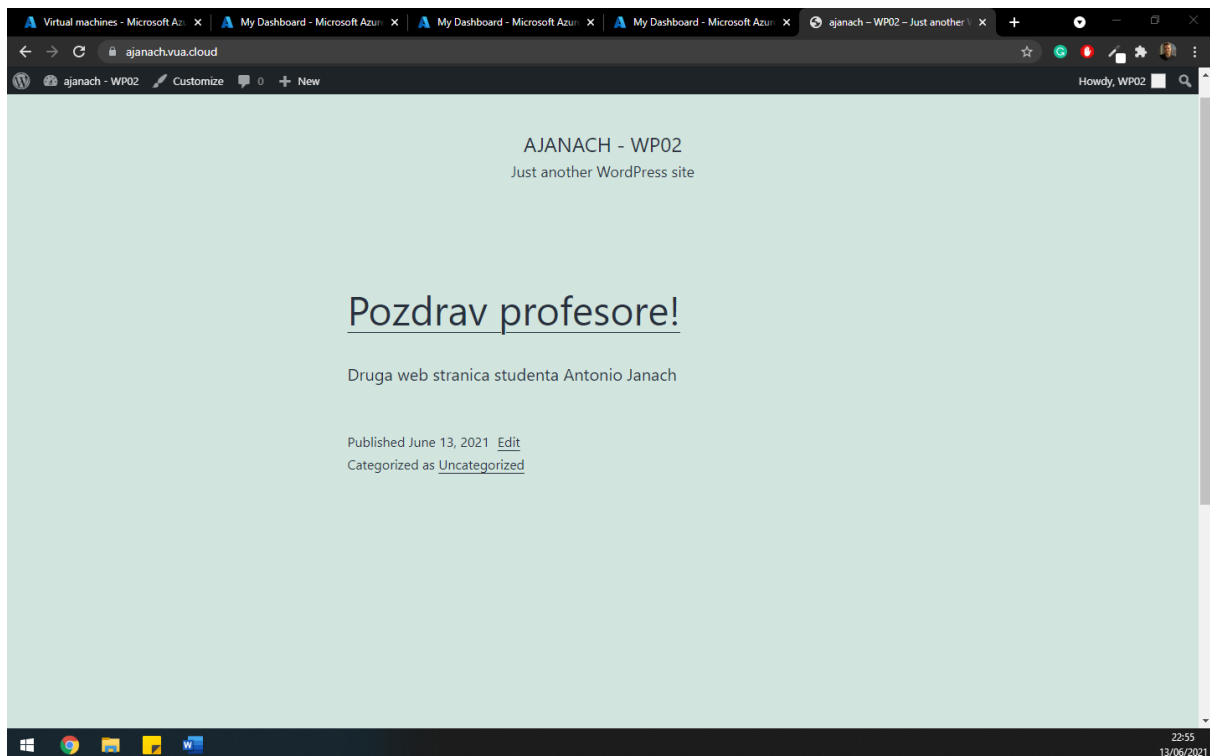 Virtual machines - Microsoft Az
My Dashboard - Microsoft Azur
My Dashboard - Microsoft Azur
My Dashboard - Microsoft Azur
ajanach – WP02 – Just another
ajanach.vua.cloud
ajanach - WP02 Customize 0 New
Howdy, WP02
AJANACH - WP02
Just another WordPress site
Pozdrav profesore!
Druga web stranica studenta Antonio Janach
Published June 13, 2021 Edit
Categorized as Uncategorized
22:55
13/06/2021